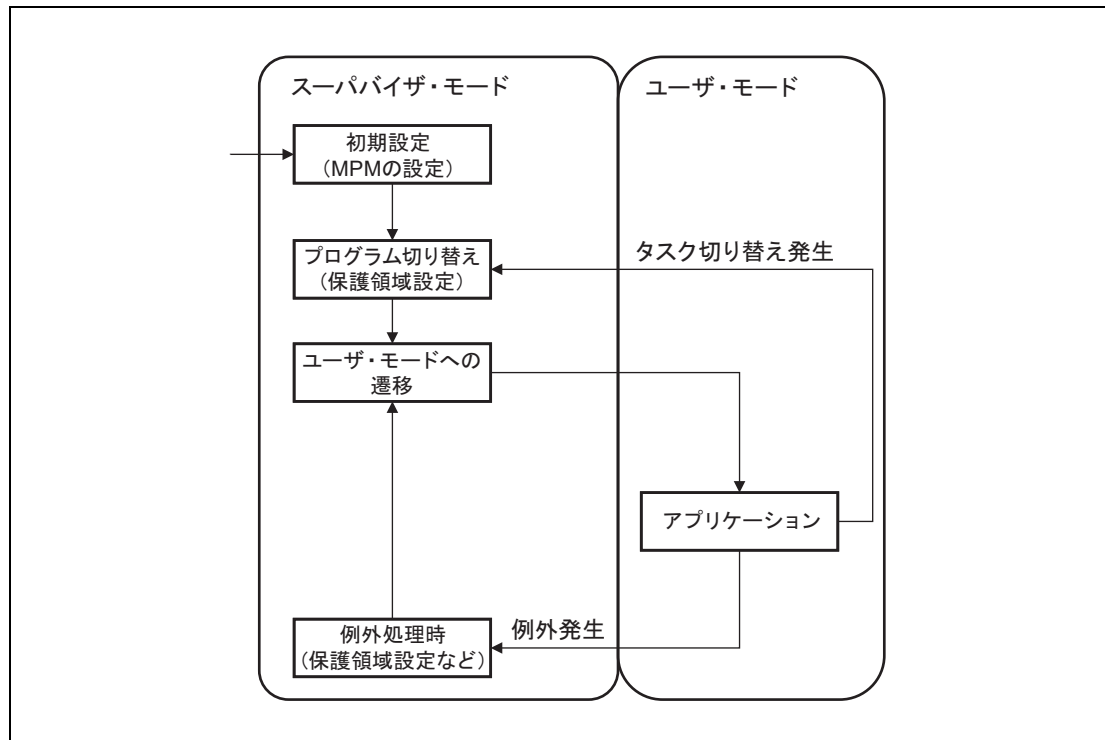 スーパバイザ・モード
ユーザ・モード
初期設定
（MPMの設定）
プログラム切り替え
（保護領域設定）
タスク切り替え発生
ユーザ・モードへの
遷移
アプリケーション
例外発生
例外処理時
（保護領域設定など）